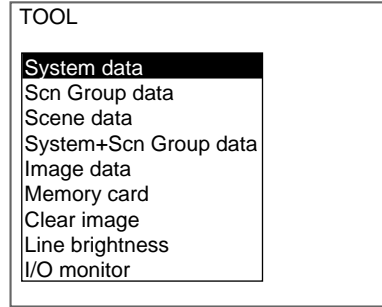 TOOL
System data
Scn Group data
Scene data
System+Scn Group data
Image data
Memory card
Clear image
Line brightness
I/O monitor